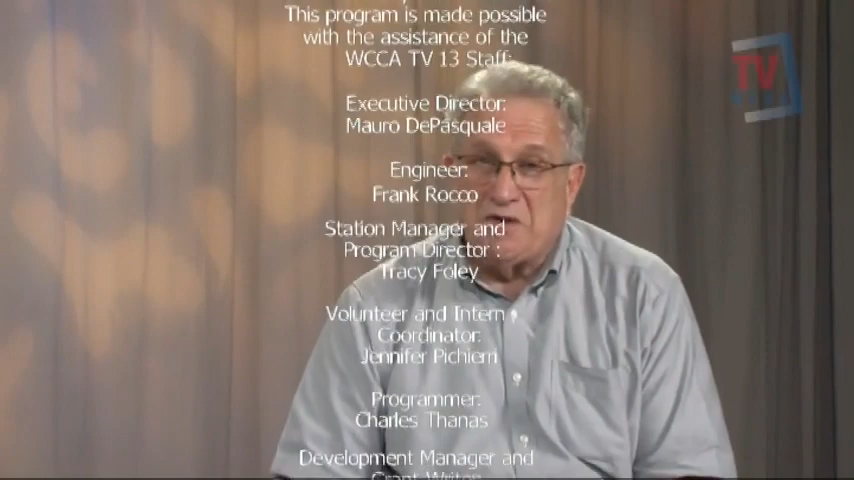 This program is made possible
with the assistance of the
WCCA TV 13 Staff:
TV
Executive Director:
Mauro DePasquale
Engineer:
Frank Rocco
Station Manager and
Program Director :
Tracy Foley
Volunteer and Intern
Coordinator:
Jennifer Pichierri
Programmer:
Charles Thanas
Development Manager and
Grant Writer: